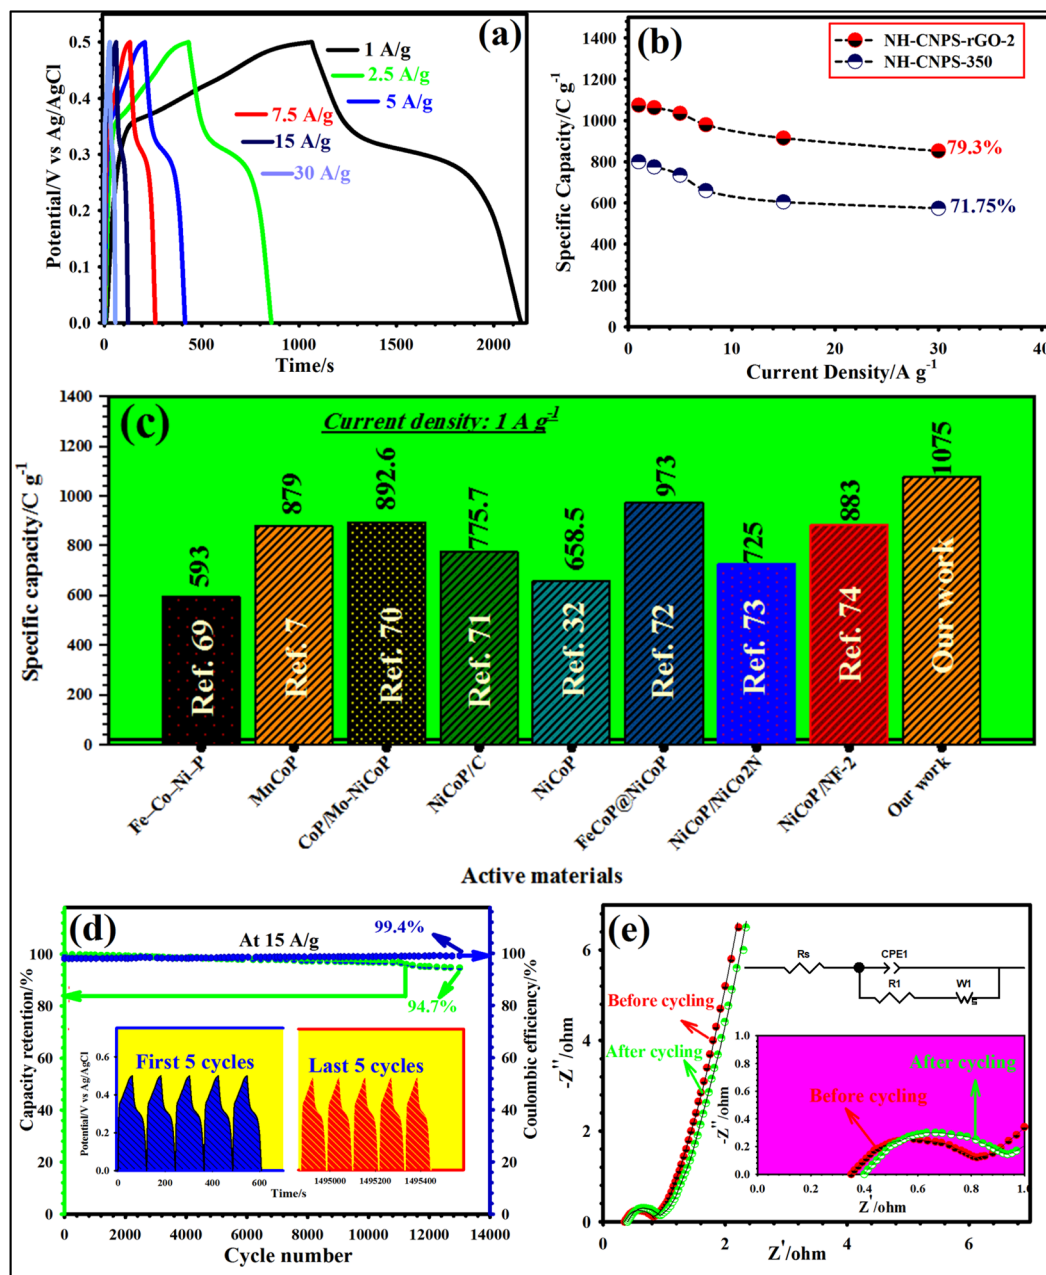 (a)
Potential/V vs Ag/AgCl
0.5
0.4
0.3
0.2
0.1
0.0
1 A/g
2.5 A/g
5 A/g
7.5 A/g
15 A/g
30 A/g
0 500 1000 1500 2000
Time/s
(b)
NH-CNPS-rGO-2
NH-CNPS-350
Specific Capacity/C g-1
1400
1200
1000
800
600
400
200
0
79.3%
71.75%
0 10 20 30 40
Current Density/A g-1
(c)
Current density: 1 A g-1
Specific capacity/C g-1
1400
1200
1000
800
600
400
200
0
593
879
892.6
775.7
658.5
973
725
883
1075
Ref. 69
Ref. 7
Ref. 70
Ref. 71
Ref. 32
Ref. 72
Ref. 73
Ref. 74
Our work
Fe–Co–Ni–P
MnCoP
CoP/Mo-NiCoP
NiCoP/C
NiCoP
FeCoP@NiCoP
NiCoP/NiCo2N
NiCoP/NF-2
Our work
Active materials
(d)
At 15 A/g
99.4%
94.7%
Capacity retention/%
120
100
80
60
40
20
0
Coulombic efficiency/%
120
100
80
60
40
20
0
First 5 cycles
Last 5 cycles
Potential/V vs Ag/AgCl
0.6
0.4
0.2
0.0
0 200 400 600
1495000 1495200 1495400
Time/s
0 2000 4000 6000 8000 10000 12000 14000
Cycle number
(e)
-Z''/ohm
-6
-4
-2
0
Before cycling
After cycling
Rs
CPE1
R1
W1
s
After cycling
Before cycling
-Z''/ohm
1.0
0.8
0.6
0.4
0.2
0.0
0.0 0.2 0.4 0.6 0.8 1.0
Z'/ohm
0 2 4 6
Z'/ohm